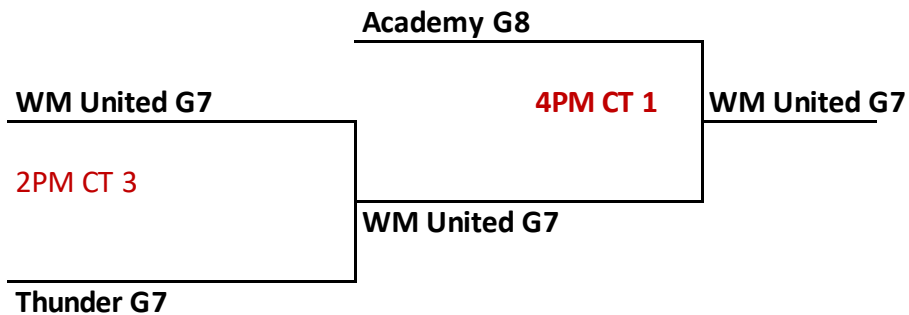 Academy G8
WM United G7
4PM CT 1
WM United G7
2PM CT 3
WM United G7
Thunder G7